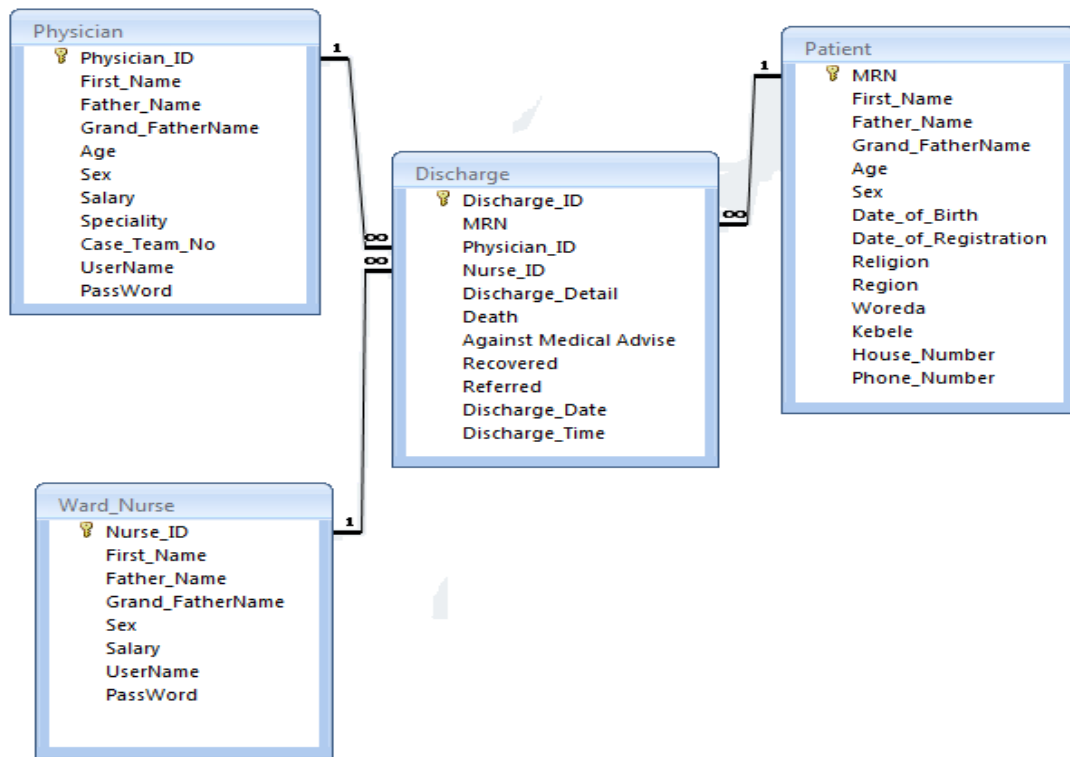 Physician
Physician_ID
First_Name
Father_Name
Grand_FatherName
Age
Sex
Salary
Speciality
Case_Team_No
UserName
PassWord
1
∞
Discharge
Discharge_ID
MRN
Physician_ID
Nurse_ID
Discharge_Detail
Death
Against Medical Advise
Recovered
Referred
Discharge_Date
Discharge_Time
∞
1
Patient
MRN
First_Name
Father_Name
Grand_FatherName
Age
Sex
Date_of_Birth
Date_of_Registration
Religion
Region
Woreda
Kebele
House_Number
Phone_Number
∞
1
Ward_Nurse
Nurse_ID
First_Name
Father_Name
Grand_FatherName
Sex
Salary
UserName
PassWord